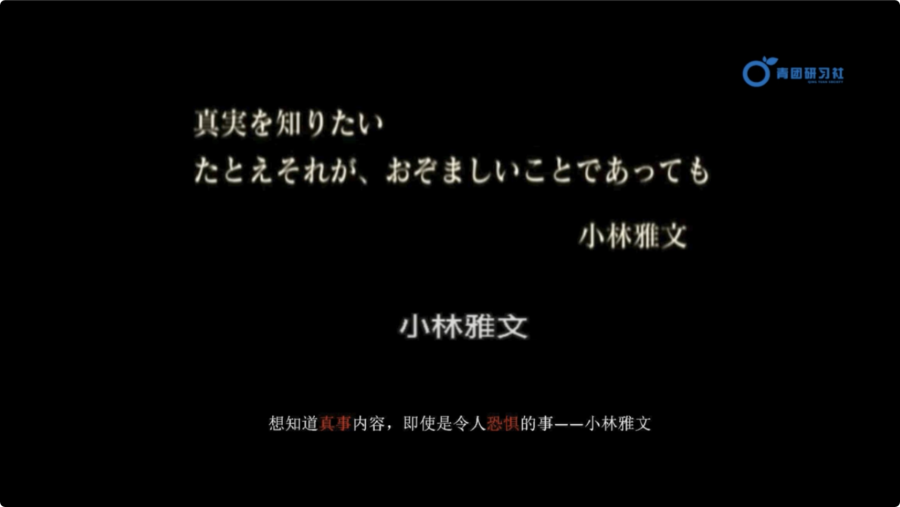 青团研习社
真実を知りたい
たとえそれが、おぞましいことであっても
小林雅文
小林雅文
想知道真事内容，即使是令人恐惧的事——小林雅文